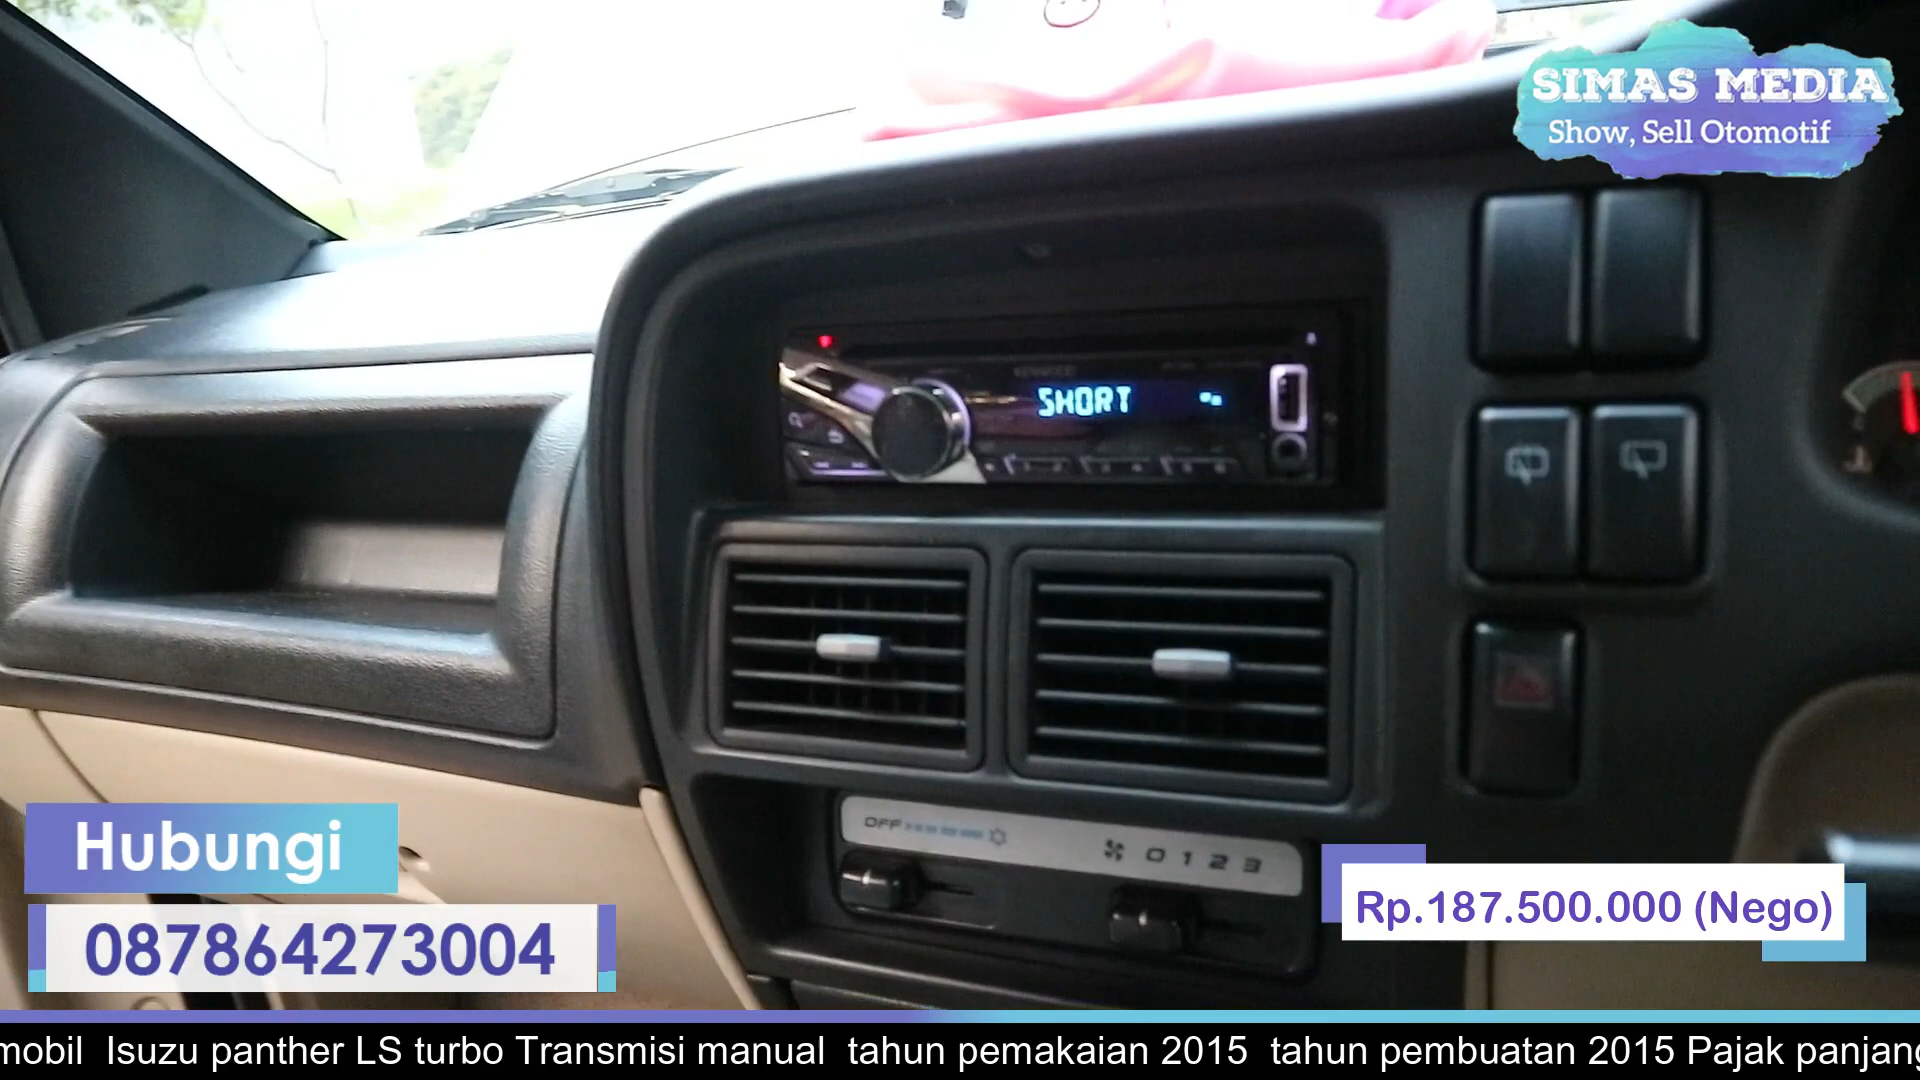 SIMAS MEDIA
Show, Sell Otomotif
KENWOOD
SHORT
OFF
0 1 2 3
Hubungi
087864273004
Rp.187.500.000 (Nego)
mobil Isuzu panther LS turbo Transmisi manual tahun pemakaian 2015 tahun pembuatan 2015 Pajak panjang